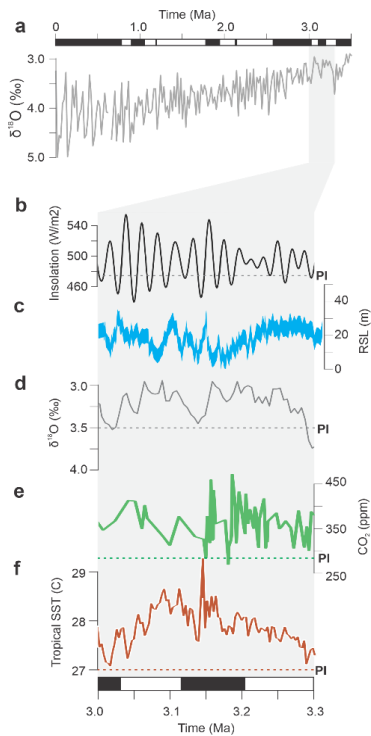 Time (Ma)
0 1.0 2.0 3.0
a
3.0
4.0
5.0
δ¹⁸O (‰)
b
540
500
460
Insolation (W/m2)
PI
c
40
20
0
RSL (m)
d
3.0
3.5
4.0
δ¹⁸O (‰)
PI
e
450
350
250
CO₂ (ppm)
PI
f
29
28
27
Tropical SST (C)
PI
3.0 3.1 3.2 3.3
Time (Ma)